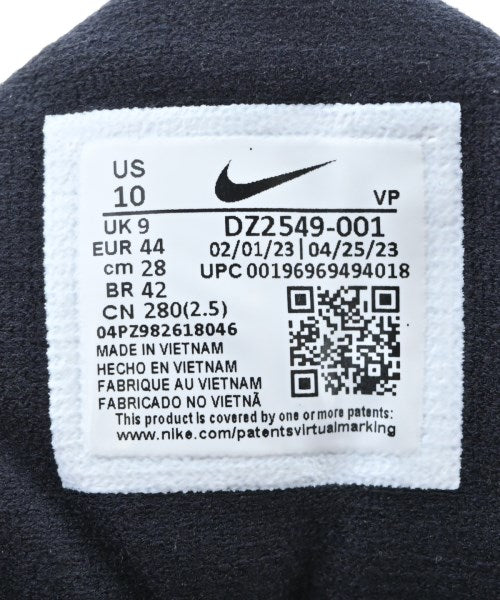 US
10
VP
UK 9
DZ2549-001
EUR 44
02/01/23 | 04/25/23
cm 28
UPC 00196969494018
BR 42
CN 280(2.5)
04PZ982618046
MADE IN VIETNAM
HECHO EN VIETNAM
FABRIQUE AU VIETNAM
FABRICADO NO VIETNÃ
This product is covered by one or more patents:
www.nike.com/patentsvirtualmarking